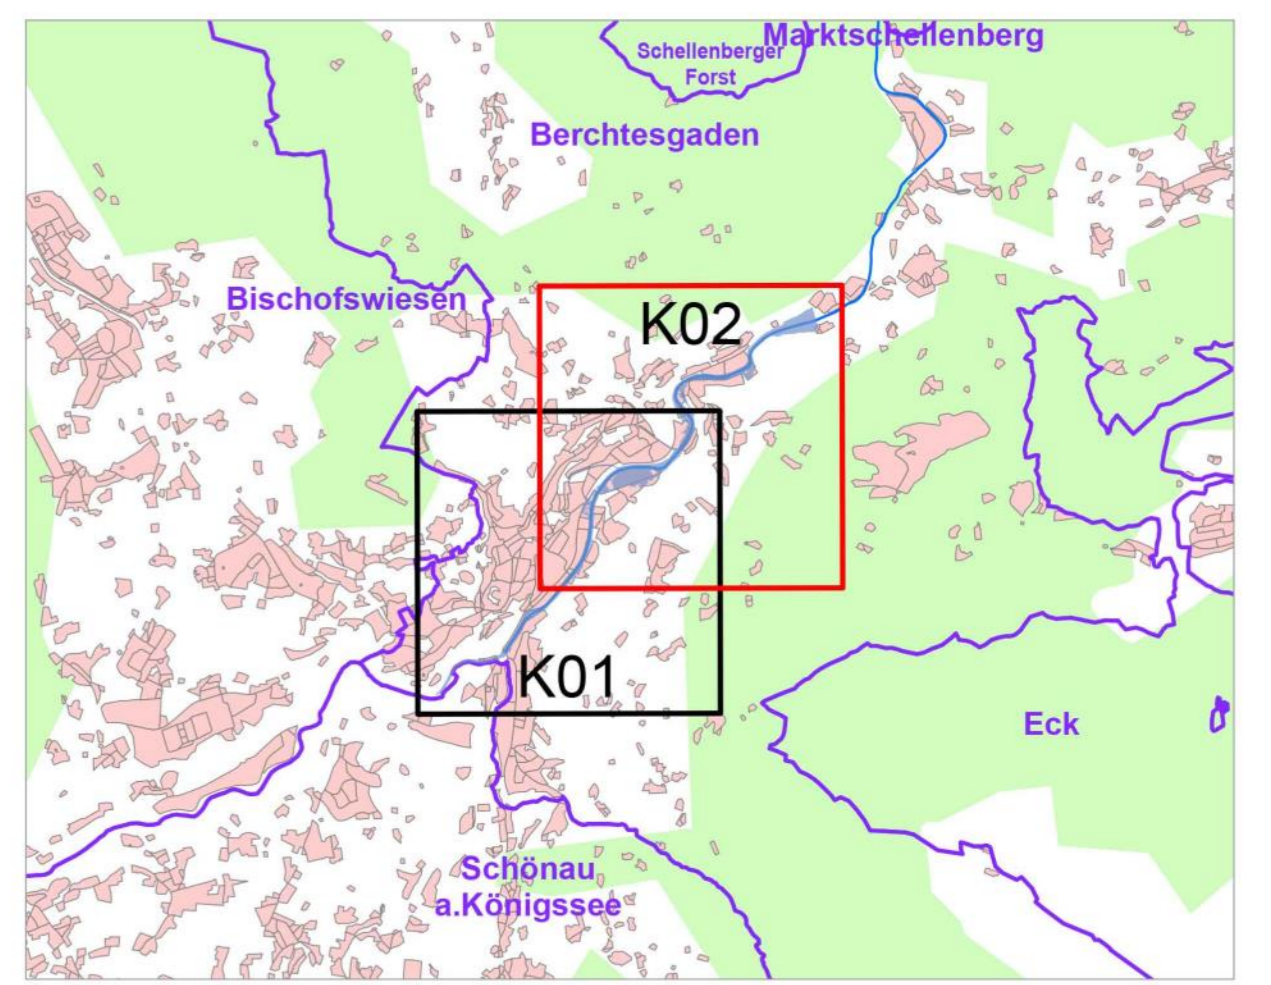 Marktschellenberg
Schellenberger
Forst
Berchtesgaden
Bischofswiesen
K02
K01
Eck
Schönau
a.Königssee